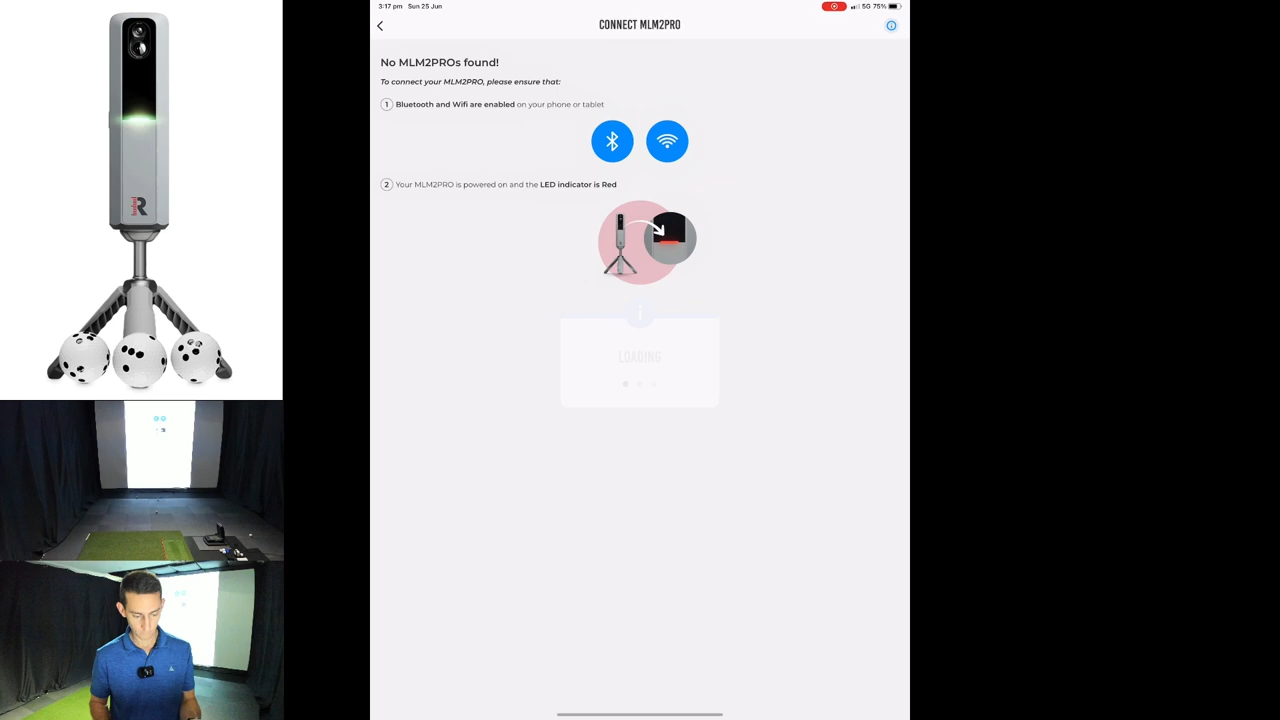 3:17 pm Sun 25 Jun
5G 75%
CONNECT MLM2PRO
No MLM2PROs found!
To connect your MLM2PRO, please ensure that:
1 Bluetooth and Wifi are enabled on your phone or tablet
2 Your MLM2PRO is powered on and the LED indicator is Red
i
LOADING
R